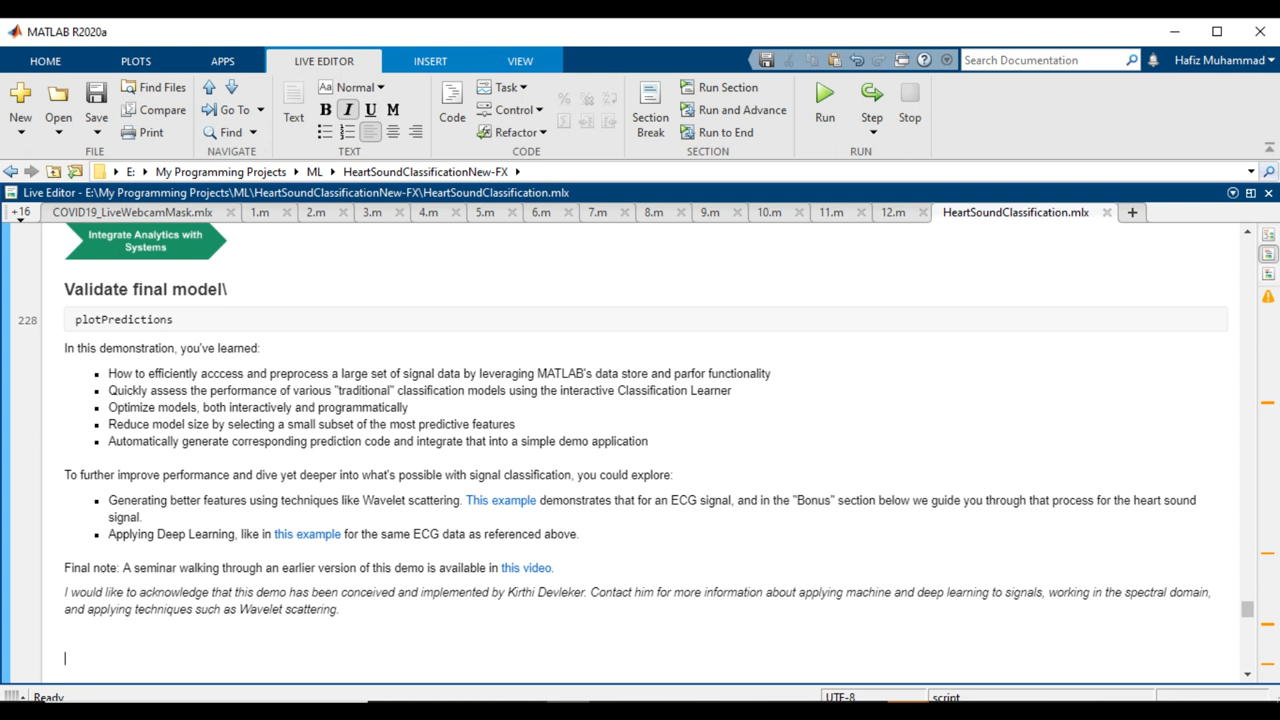 MATLAB R2020a
HOME PLOTS APPS LIVE EDITOR INSERT VIEW Search Documentation Hafiz Muhammad
New Open Save Find Files Compare Print
FILE
Go To Find
NAVIGATE
Text Aa Normal B I U M
TEXT
Code Task Control Refactor
CODE
Section Break Run Section Run and Advance Run to End
SECTION
Run Step Stop
RUN
E: My Programming Projects ML HeartSoundClassificationNew-FX
Live Editor - E:\My Programming Projects\ML\HeartSoundClassificationNew-FX\HeartSoundClassification.mlx
+16 COVID19_LiveWebcamMask.mlx 1.m 2.m 3.m 4.m 5.m 6.m 7.m 8.m 9.m 10.m 11.m 12.m HeartSoundClassification.mlx
Integrate Analytics with
Systems
Validate final model\
228 plotPredictions
In this demonstration, you've learned:
How to efficiently acccess and preprocess a large set of signal data by leveraging MATLAB's data store and parfor functionality
Quickly assess the performance of various "traditional" classification models using the interactive Classification Learner
Optimize models, both interactively and programmatically
Reduce model size by selecting a small subset of the most predictive features
Automatically generate corresponding prediction code and integrate that into a simple demo application
To further improve performance and dive yet deeper into what's possible with signal classification, you could explore:
Generating better features using techniques like Wavelet scattering. This example demonstrates that for an ECG signal, and in the "Bonus" section below we guide you through that process for the heart sound
signal.
Applying Deep Learning, like in this example for the same ECG data as referenced above.
Final note: A seminar walking through an earlier version of this demo is available in this video.
I would like to acknowledge that this demo has been conceived and implemented by Kirthi Devleker. Contact him for more information about applying machine and deep learning to signals, working in the spectral domain,
and applying techniques such as Wavelet scattering.
Ready UTF-8 script